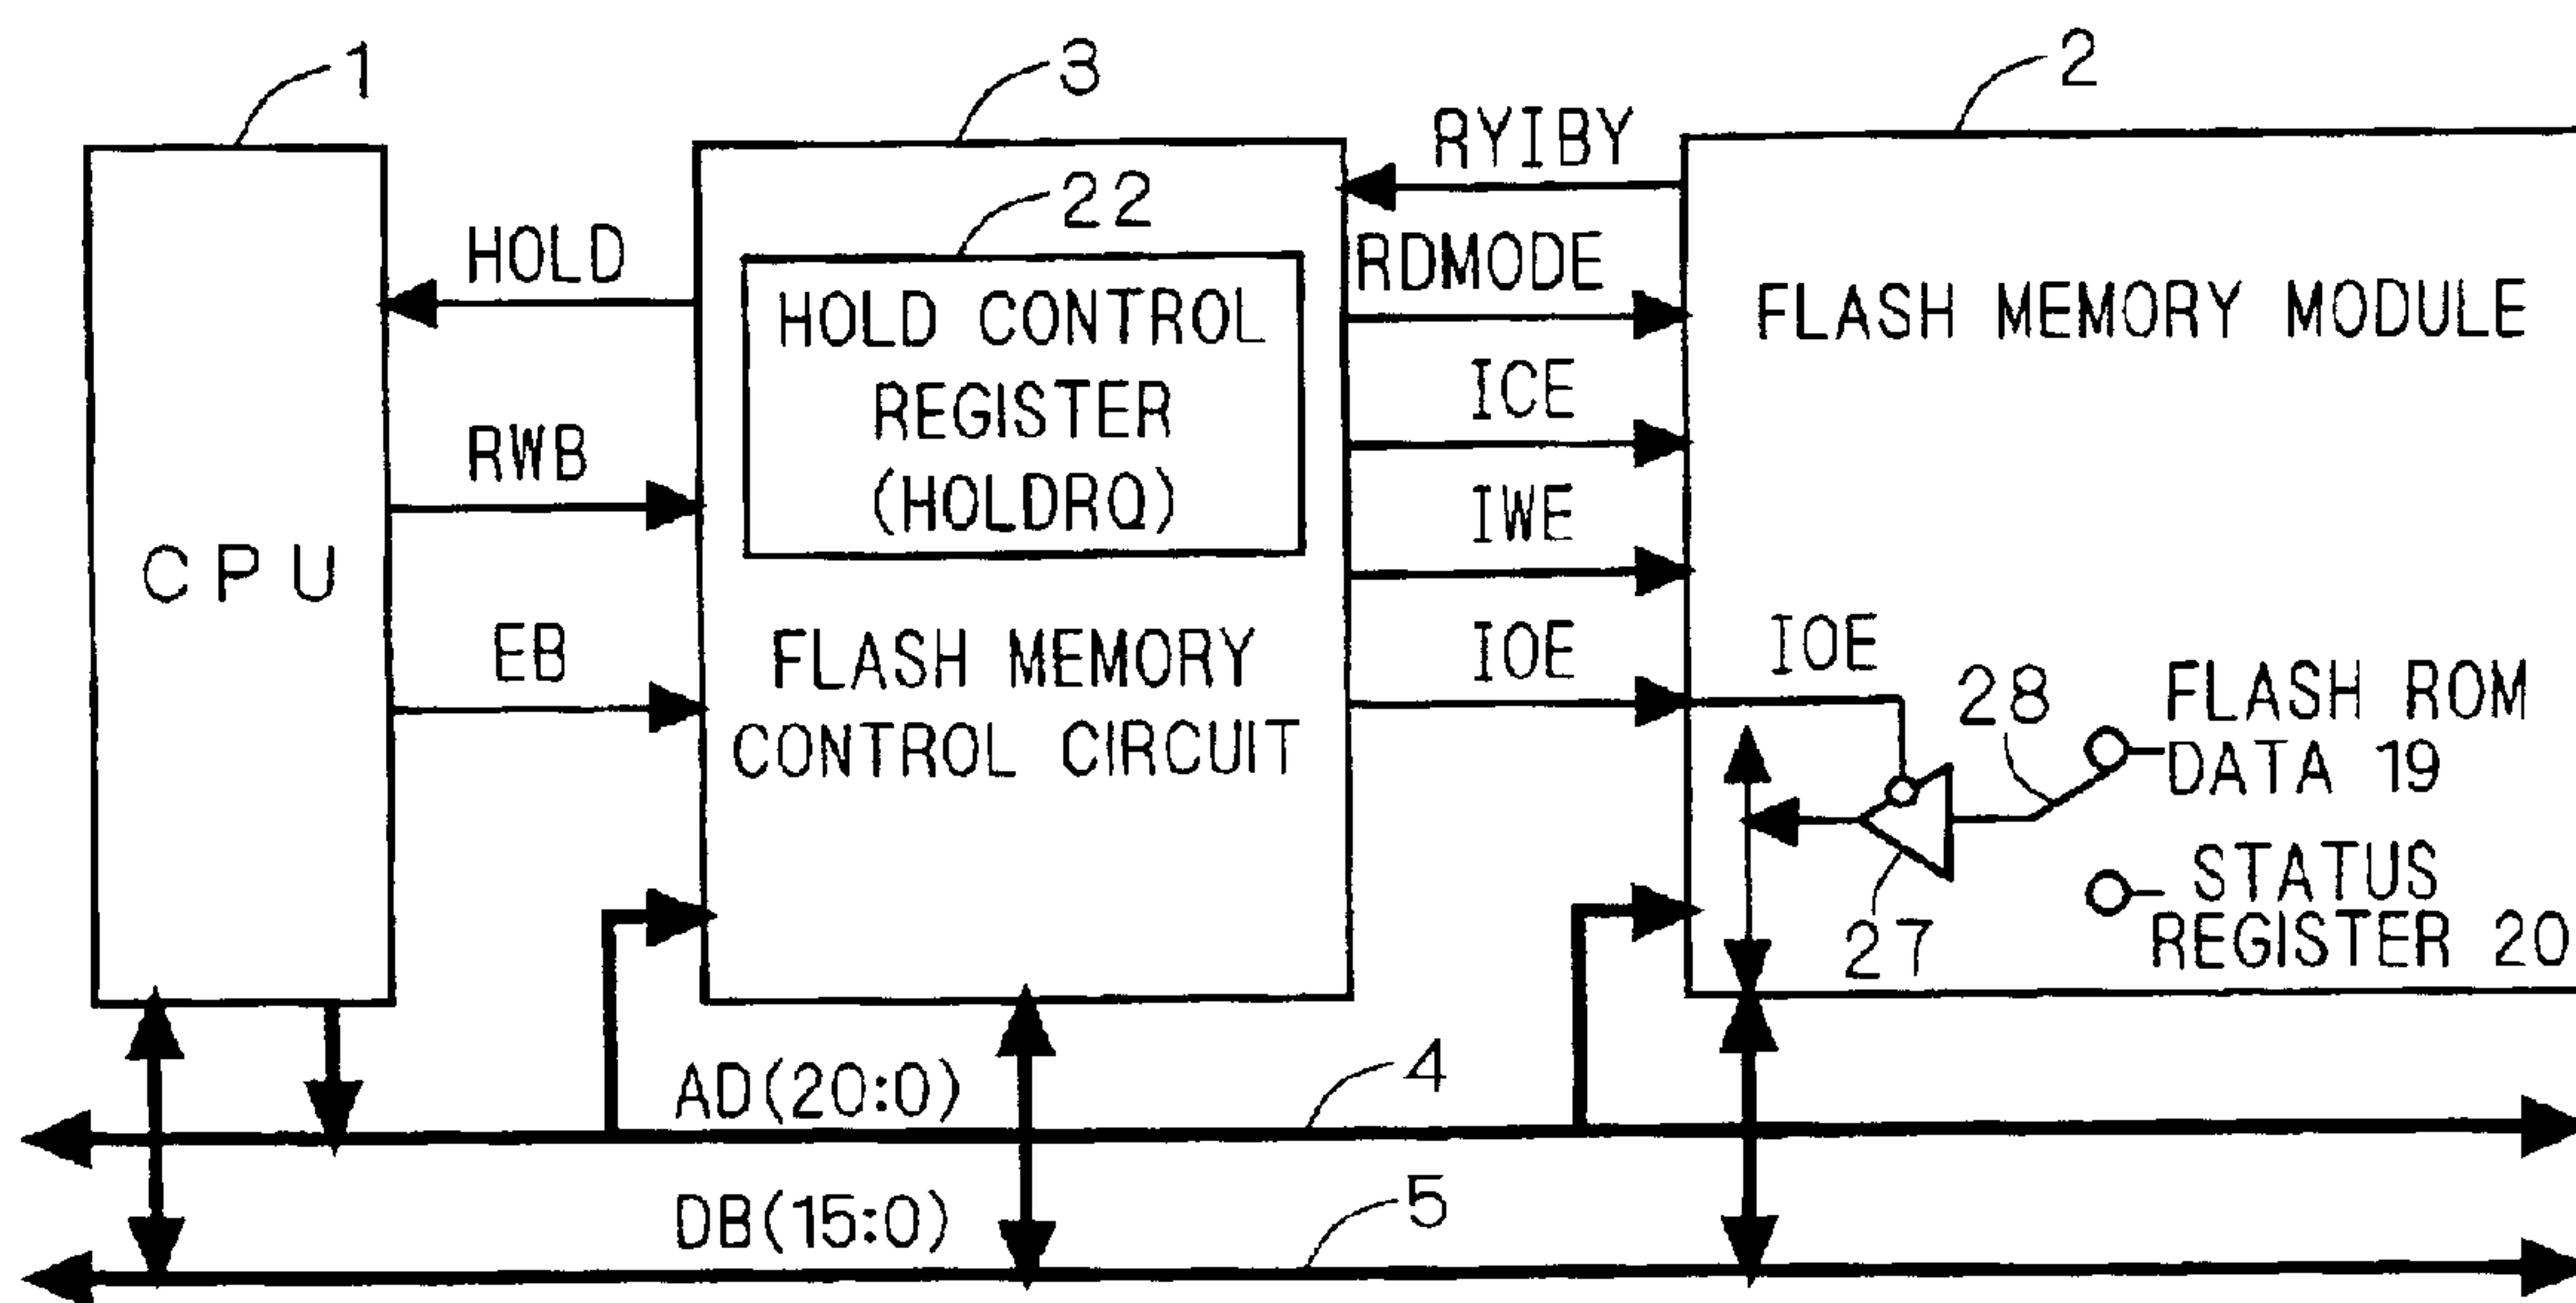 1
3
2
RYIBY
22
HOLD
RDMODE
HOLD CONTROL
REGISTER
(HOLDRQ)
FLASH MEMORY MODULE
ICE
RWB
IWE
CPU
EB
IOE
IOE
FLASH MEMORY
CONTROL CIRCUIT
28
FLASH ROM
DATA 19
STATUS
REGISTER 20
27
AD(20:0)
4
DB(15:0)
5